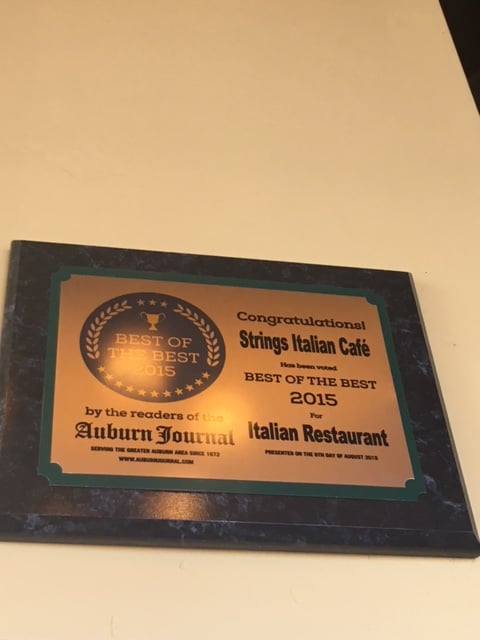 BEST OF
THE BEST
2015
by the readers of the
Auburn Journal
SERVING THE GREATER AUBURN AREA SINCE 1872
WWW.AUBURNJOURNAL.COM
Congratulations!
Strings Italian Café
Has been voted
BEST OF THE BEST
2015
For
Italian Restaurant
PRESENTED ON THE 6TH DAY OF AUGUST 2015